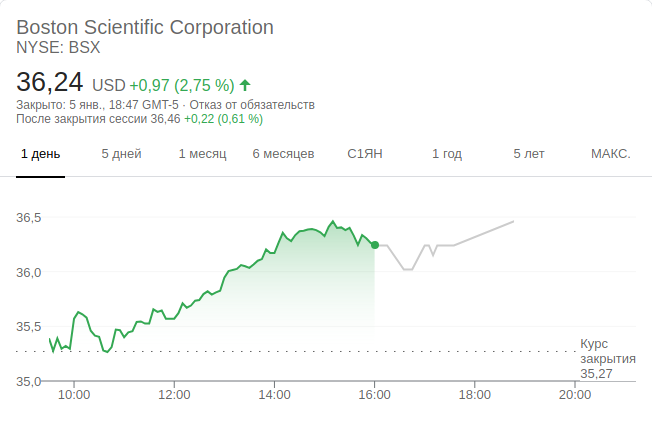 Boston Scientific Corporation
NYSE: BSX
36,24 USD +0,97 (2,75 %)
Закрыто: 5 янв., 18:47 GMT-5 · Отказ от обязательств
После закрытия сессии 36,46 +0,22 (0,61 %)
1 день 5 дней 1 месяц 6 месяцев С1ЯН 1 год 5 лет МАКС.
36,5
36,0
35,5
Курс
закрытия
35,27
35,0
10:00 12:00 14:00 16:00 18:00 20:00